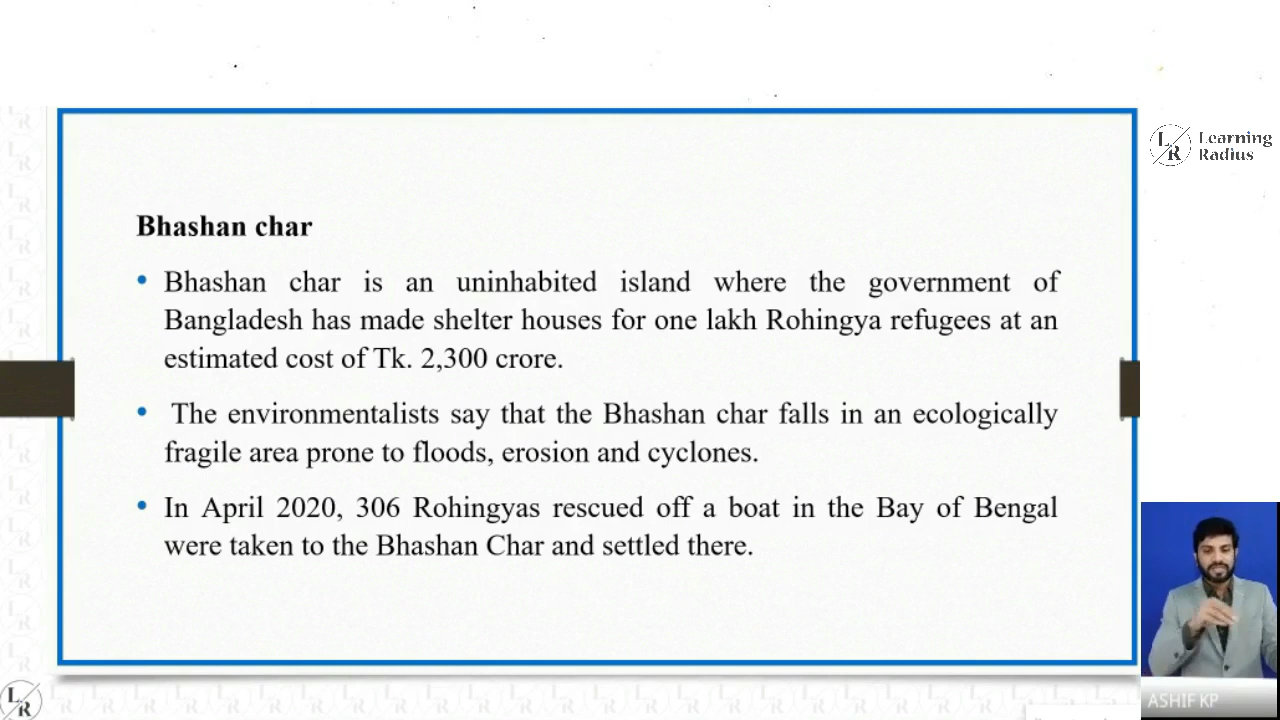 Learning
Radius
Bhashan char
• Bhashan char is an uninhabited island where the government of
Bangladesh has made shelter houses for one lakh Rohingya refugees at an
estimated cost of Tk. 2,300 crore.
• The environmentalists say that the Bhashan char falls in an ecologically
fragile area prone to floods, erosion and cyclones.
• In April 2020, 306 Rohingyas rescued off a boat in the Bay of Bengal
were taken to the Bhashan Char and settled there.
L R
L R
ASHIF KP